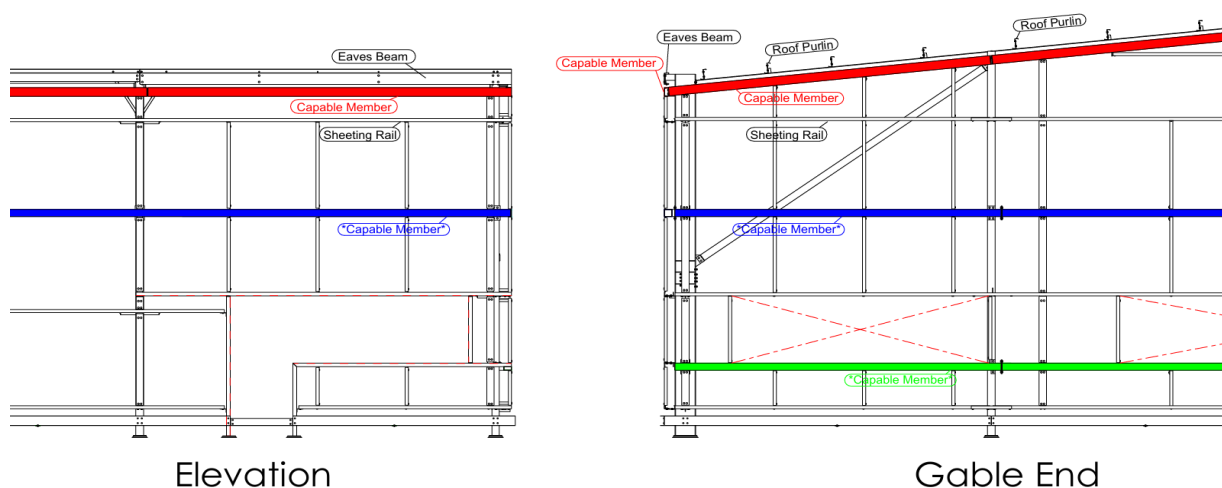 Eaves Beam
Capable Member
Sheeting Rail
*Capable Member*
Elevation
Roof Purlin
Eaves Beam
Roof Purlin
Capable Member
Capable Member
Sheeting Rail
*Capable Member*
*Capable Member*
Gable End